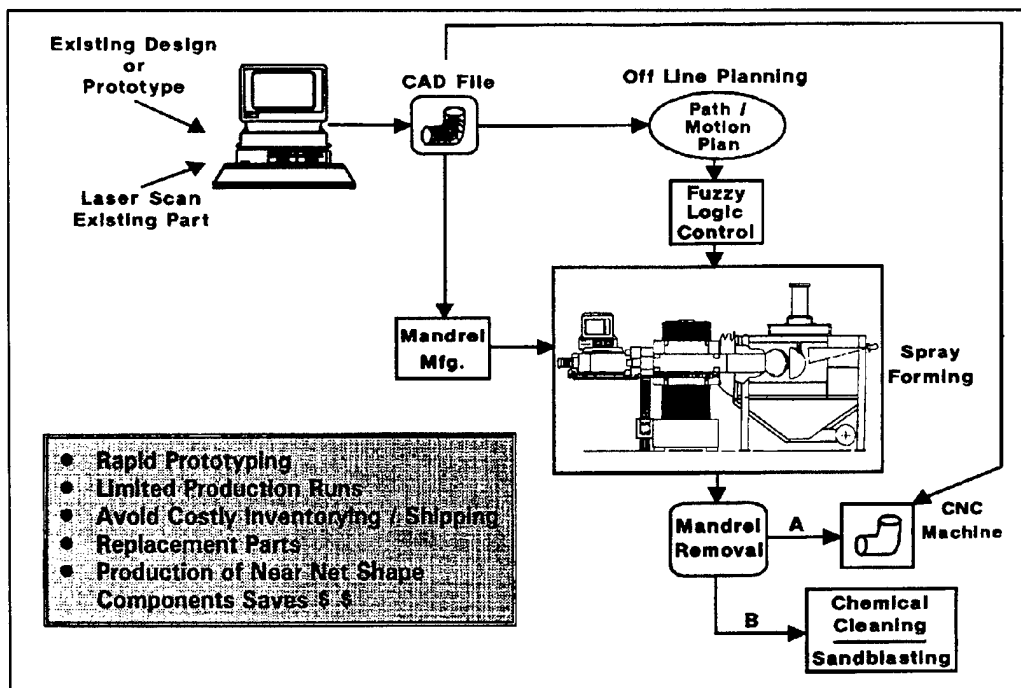 Existing Design
or
Prototype
Laser Scan
Existing Part
CAD File
Off Line Planning
Path /
Motion
Plan
Fuzzy
Logic
Control
Mandrel
Mfg.
Spray
Forming
● Rapid Prototyping
● Limited Production Runs
● Avoid Costly Inventorying / Shipping
● Replacement Parts
● Production of Near Net Shape
Components Saves $ $
Mandrel
Removal
A
CNC
Machine
B
Chemical
Cleaning
Sandblasting